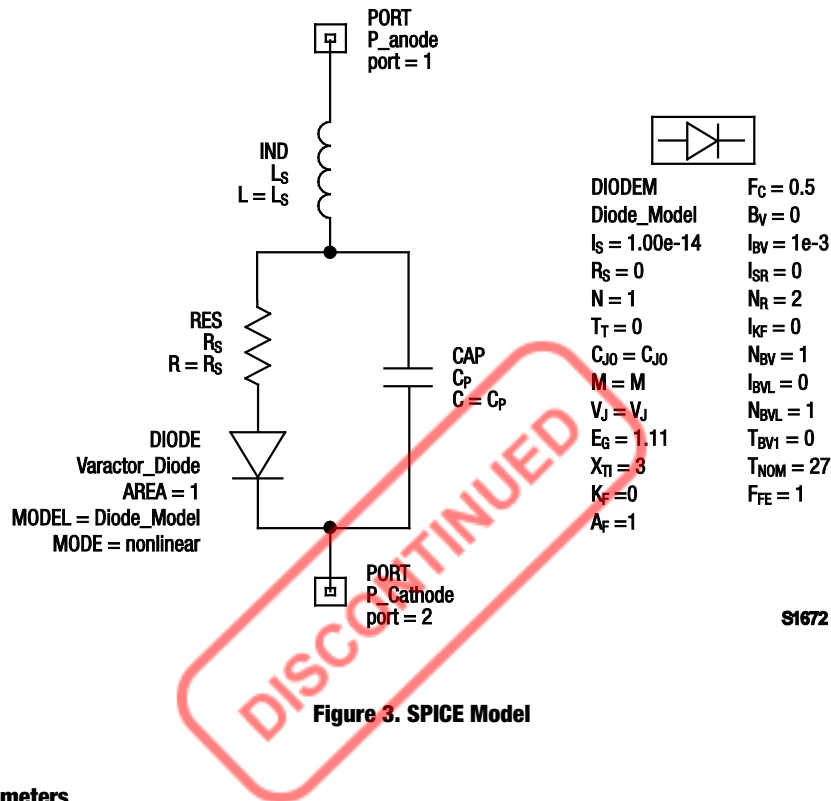 PORT
P_anode
port = 1
IND
LS
L = LS
RES
RS
R = RS
CAP
CP
C = CP
DIODE
Varactor_Diode
AREA = 1
MODEL = Diode_Model
MODE = nonlinear
PORT
P_Cathode
port = 2
DIODEM
Diode_Model
IS = 1.00e-14
RS = 0
N = 1
TT = 0
CJO = CJO
M = M
VJ = VJ
EG = 1.11
XTI = 3
KF =0
AF =1
FC = 0.5
BV = 0
IBV = 1e-3
ISR = 0
NR = 2
IKF = 0
NBV = 1
IBVL = 0
NBVL = 1
TBV1 = 0
TNOM = 27
FFE = 1
S1672
DISCONTINUED
Figure 3. SPICE Model
meters